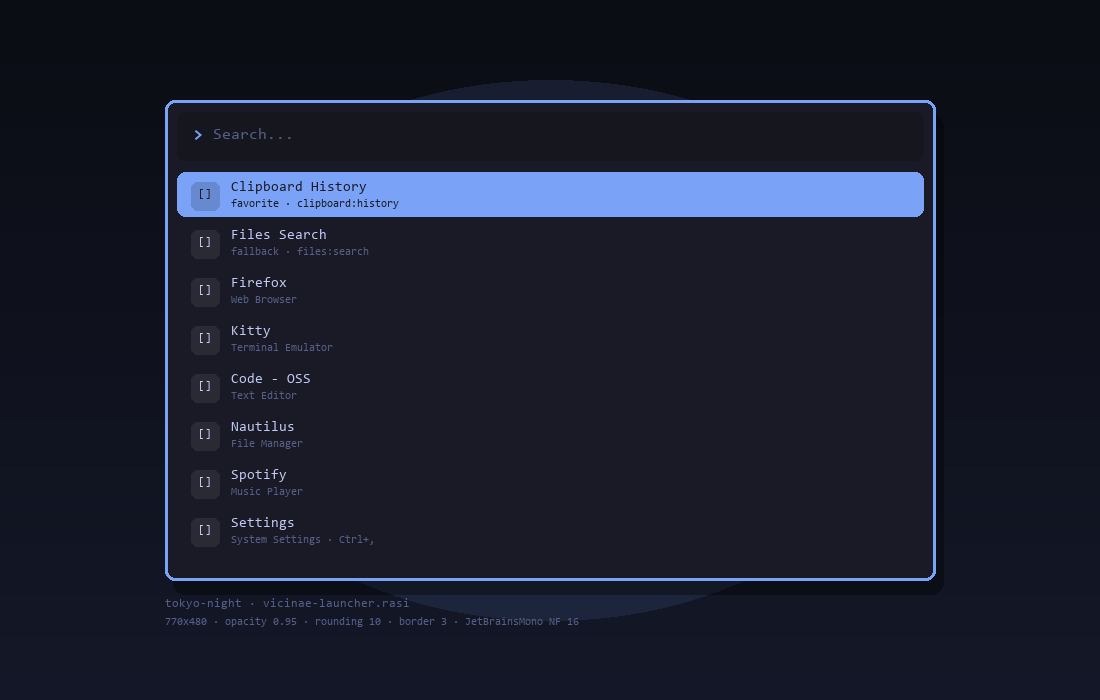 > Search...
[] Clipboard History
favorite · clipboard:history
[] Files Search
fallback · files:search
[] Firefox
Web Browser
[] Kitty
Terminal Emulator
[] Code - OSS
Text Editor
[] Nautilus
File Manager
[] Spotify
Music Player
[] Settings
System Settings · Ctrl+,
tokyo-night · vicinae-launcher.rasi
770x480 · opacity 0.95 · rounding 10 · border 3 · JetBrainsMono NF 16